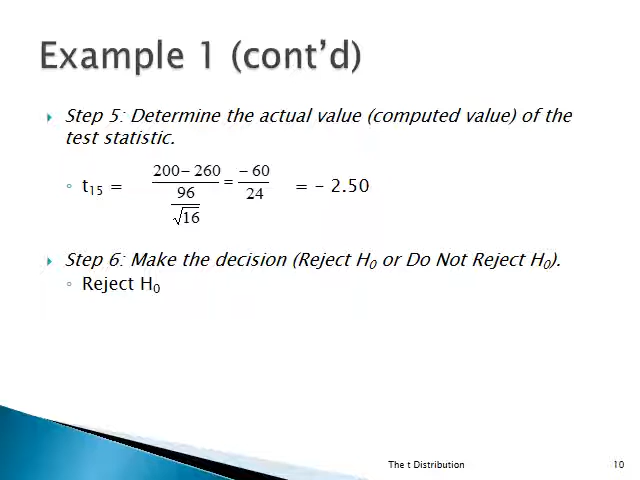 Example 1 (cont’d)
Step 5: Determine the actual value (computed value) of the
test statistic.
t₁₅ = (200 – 260) / (96 / √16) = – 60 / 24 = – 2.50
Step 6: Make the decision (Reject H₀ or Do Not Reject H₀).
Reject H₀
The t Distribution 10